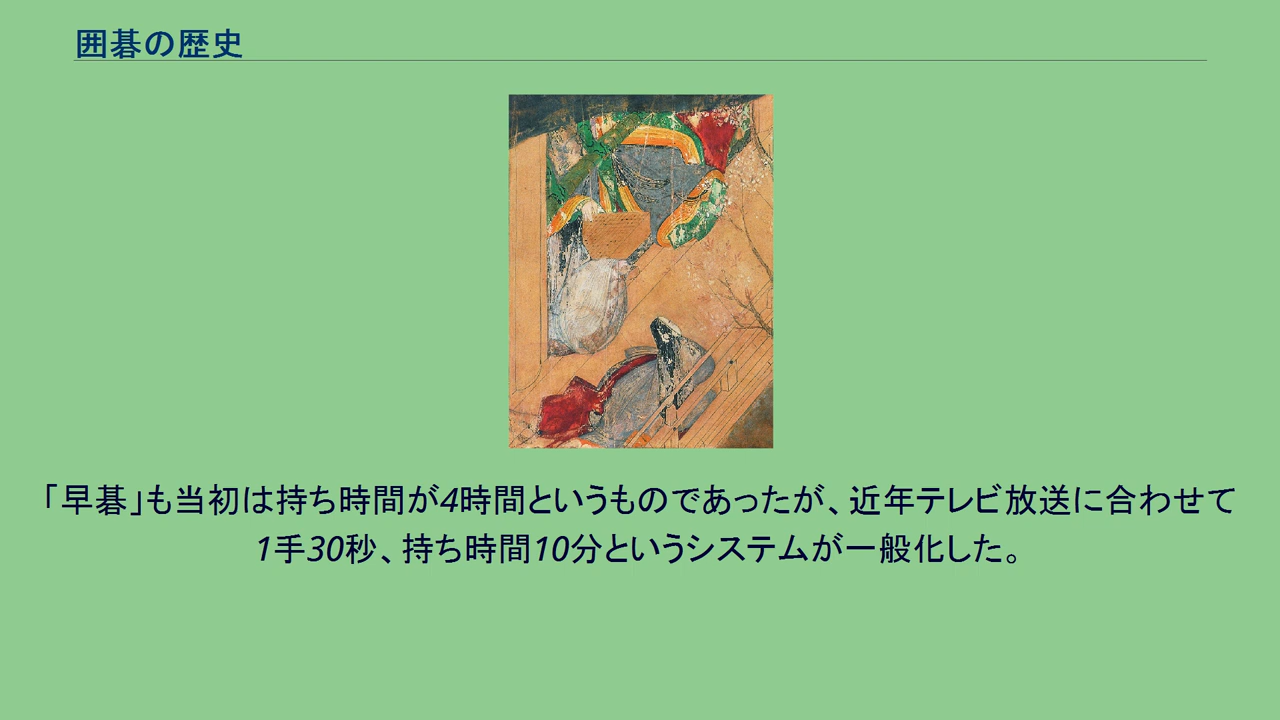 囲碁の歴史
「早碁」も当初は持ち時間が4時間というものであったが、近年テレビ放送に合わせて
1手30秒、持ち時間10分というシステムが一般化した。